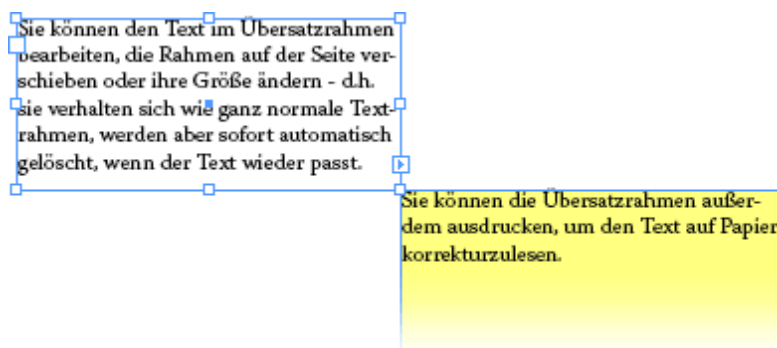 Sie können den Text im Übersatzrahmen
bearbeiten, die Rahmen auf der Seite ver-
schieben oder ihre Größe ändern - d.h.
sie verhalten sich wie ganz normale Text-
rahmen, werden aber sofort automatisch
gelöscht, wenn der Text wieder passt.
Sie können die Übersatzrahmen außer-
dem ausdrucken, um den Text auf Papier
korrekturzulesen.